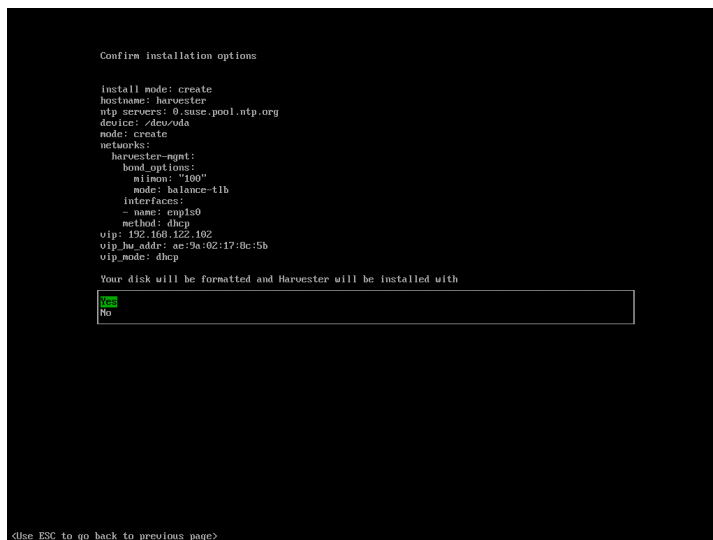 Confirm installation options
install mode: create
hostname: harvester
ntp servers: 0.suse.pool.ntp.org
device: /dev/vda
mode: create
networks:
  harvester-mgmt:
    bond_options:
      miimon: "100"
      mode: balance-tlb
    interfaces:
    - name: enp1s0
    method: dhcp
vip: 192.168.122.102
vip_hw_addr: ae:9a:02:17:8c:5b
vip_mode: dhcp
Your disk will be formatted and Harvester will be installed with
Yes
No
<Use ESC to go back to previous page>